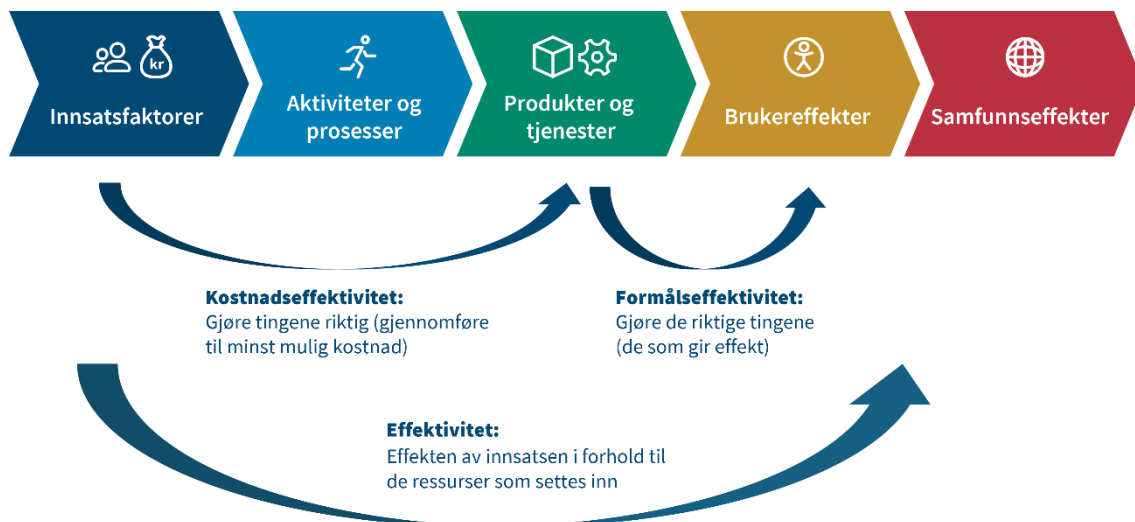 kr
Innsatsfaktorer
Aktiviteter og
prosesser
Produkter og
tjenester
Brukereffekter
Samfunnseffekter
Kostnadseffektivitet:
Gjøre tingene riktig (gjennomføre
til minst mulig kostnad)
Formålseffektivitet:
Gjøre de riktige tingene
(de som gir effekt)
Effektivitet:
Effekten av innsatsen i forhold til
de ressurser som settes inn